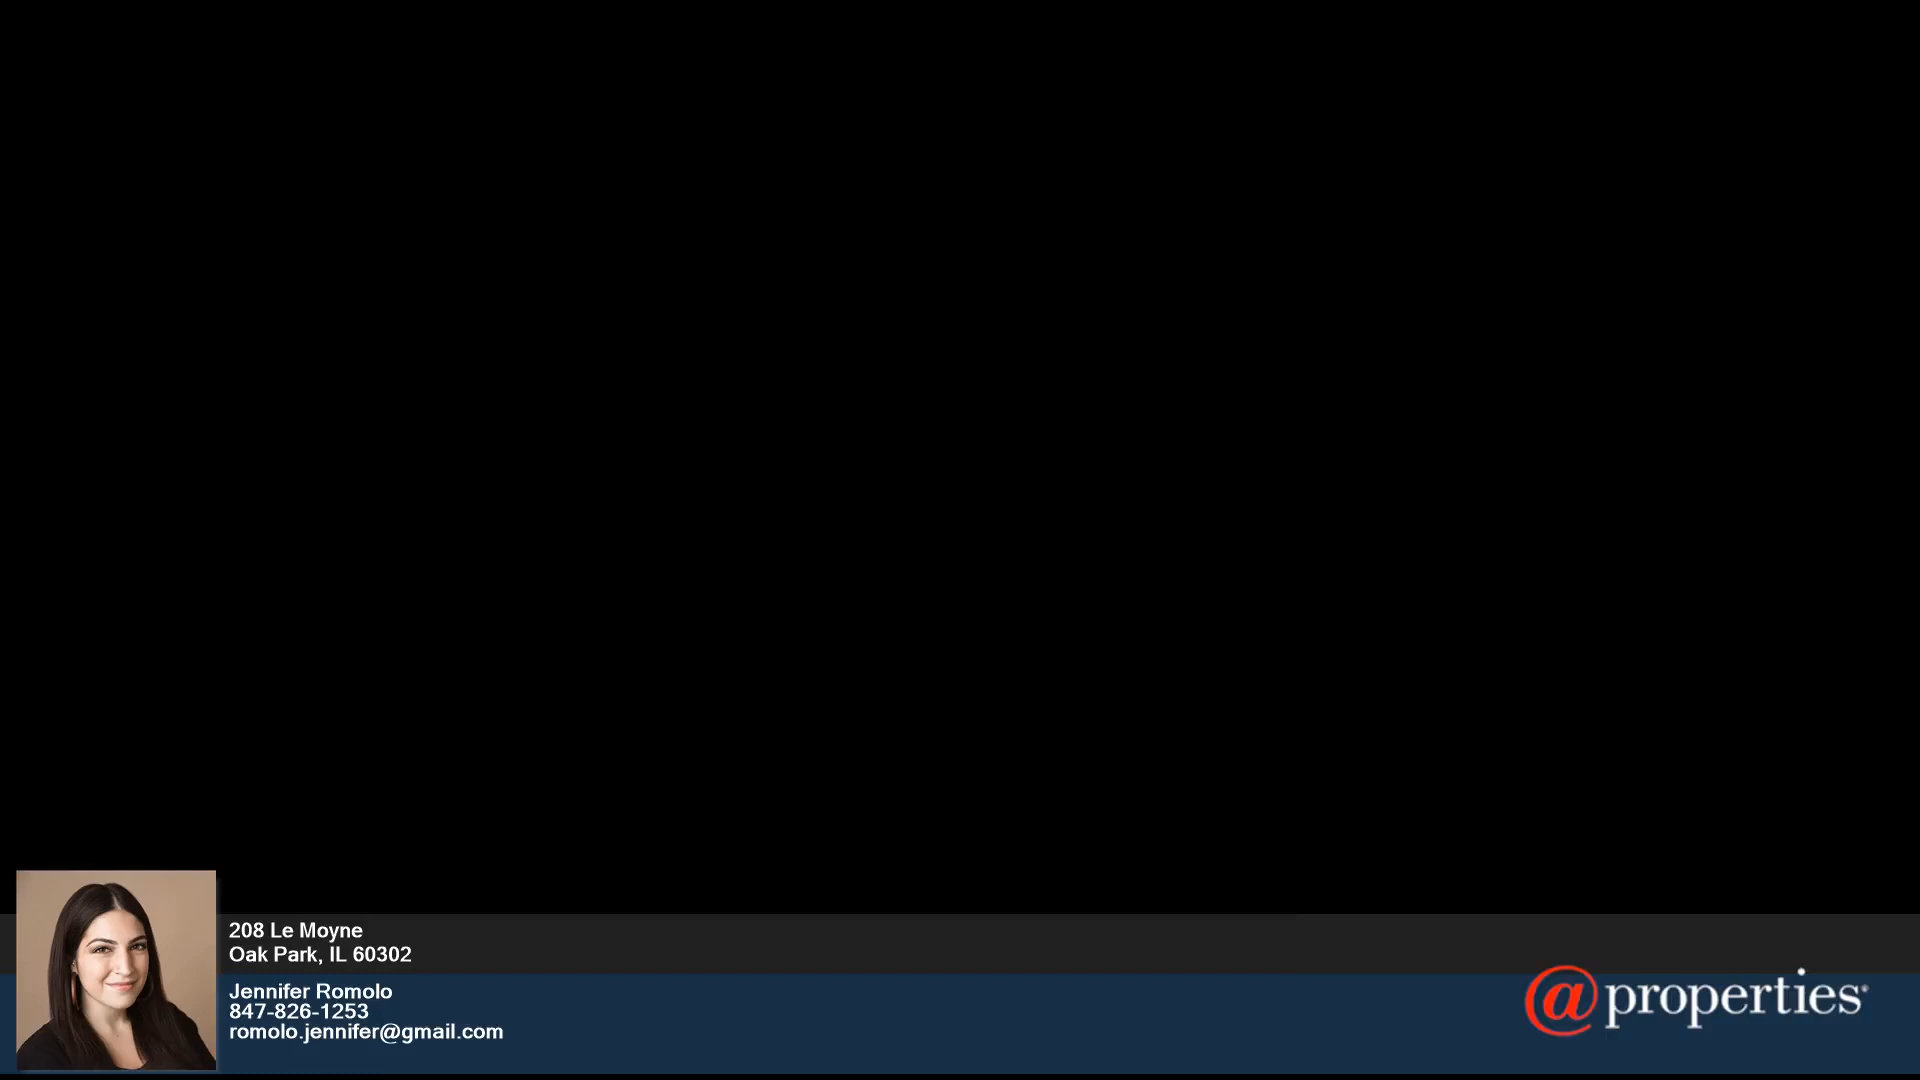 208 Le Moyne
Oak Park, IL 60302
Jennifer Romolo
847-826-1253
romolo.jennifer@gmail.com
@properties®